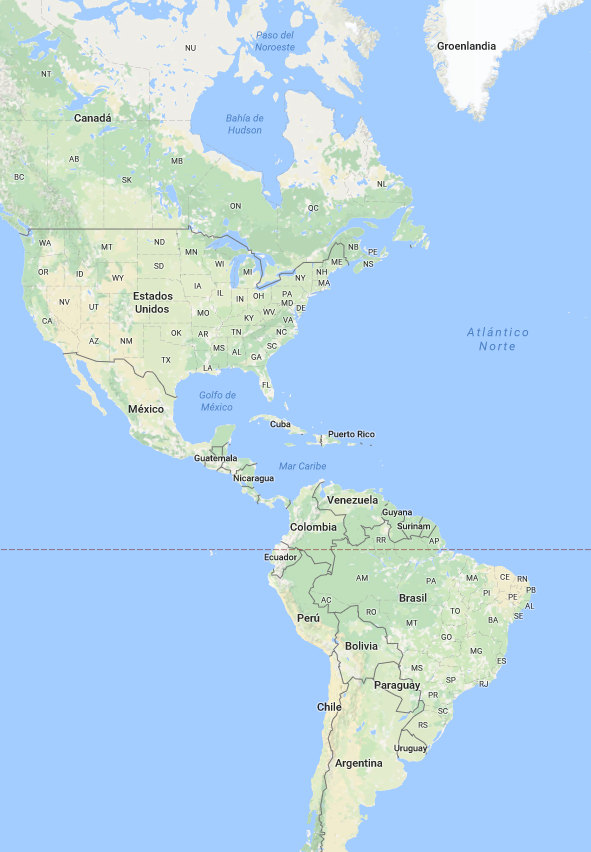 Paso del
Noroeste
NU
Groenlandia
NT
Canadá
Bahía de
Hudson
AB
MB
BC
SK
NL
ON
QC
WA
MT
ND
MN
NB
PE
NS
ME
OR
ID
SD
WI
MI
NH
NY
MA
WY
IA
IL
IN
OH
PA
MD
DE
NV
UT
Estados
Unidos
MO
KY
WV
VA
CA
AZ
NM
OK
AR
TN
NC
SC
MS
AL
GA
TX
LA
FL
Atlántico
Norte
Golfo de
México
México
Cuba
Puerto Rico
Guatemala
Mar Caribe
Nicaragua
Venezuela
Guyana
Surinam
Colombia
RR
AP
Ecuador
AM
PA
MA
CE
RN
PB
PI
PE
AL
SE
AC
Brasil
RO
TO
BA
Perú
MT
GO
Bolivia
MG
ES
MS
SP
RJ
Paraguay
PR
SC
Chile
RS
Uruguay
Argentina